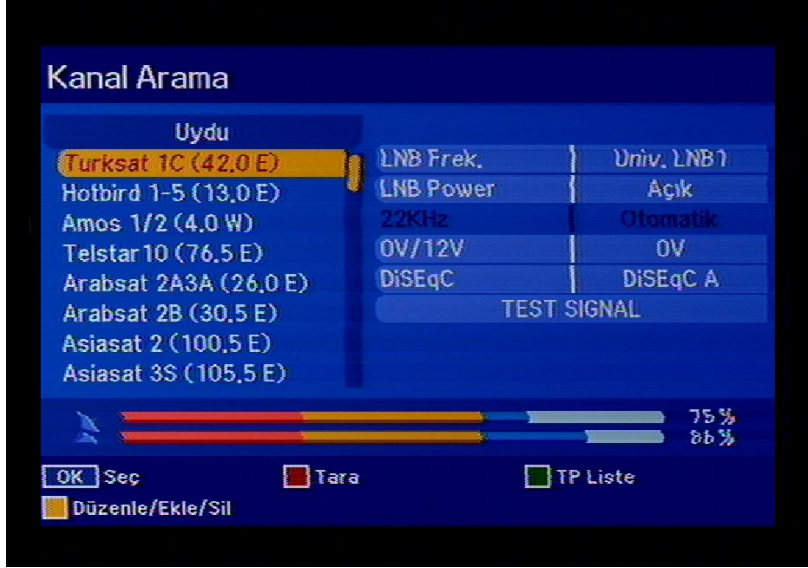 Kanal Arama
Uydu
Turksat 1C (42.0 E)
Hotbird 1-5 (13.0 E)
Amos 1/2 (4.0 W)
Telstar10 (76.5 E)
Arabsat 2A3A (26.0 E)
Arabsat 2B (30.5 E)
Asiasat 2 (100.5 E)
Asiasat 3S (105.5 E)
LNB Frek. Univ. LNB1
LNB Power Açık
22KHz Otomatik
0V/12V 0V
DiSEqC DiSEqC A
TEST SIGNAL
75%
86%
OK Seç Tara TP Liste
Düzenle/Ekle/Sil